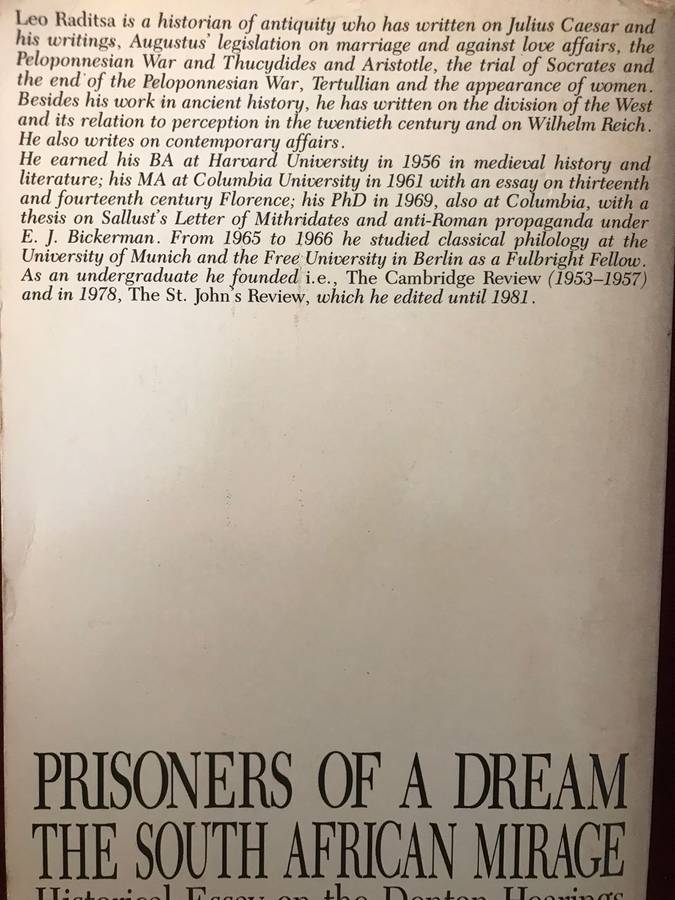 Leo Raditsa is a historian of antiquity who has written on Julius Caesar and
his writings, Augustus' legislation on marriage and against love affairs, the
Peloponnesian War and Thucydides and Aristotle, the trial of Socrates and
the end of the Peloponnesian War, Tertullian and the appearance of women.
Besides his work in ancient history, he has written on the division of the West
and its relation to perception in the twentieth century and on Wilhelm Reich.
He also writes on contemporary affairs.
He earned his BA at Harvard University in 1956 in medieval history and
literature; his MA at Columbia University in 1961 with an essay on thirteenth
and fourteenth century Florence; his PhD in 1969, also at Columbia, with a
thesis on Sallust's Letter of Mithridates and anti-Roman propaganda under
E. J. Bickerman. From 1965 to 1966 he studied classical philology at the
University of Munich and the Free University in Berlin as a Fulbright Fellow.
As an undergraduate he founded i.e., The Cambridge Review (1953–1957)
and in 1978, The St. John's Review, which he edited until 1981.
PRISONERS OF A DREAM
THE SOUTH AFRICAN MIRAGE
Historical Essay on the Denton Hearings